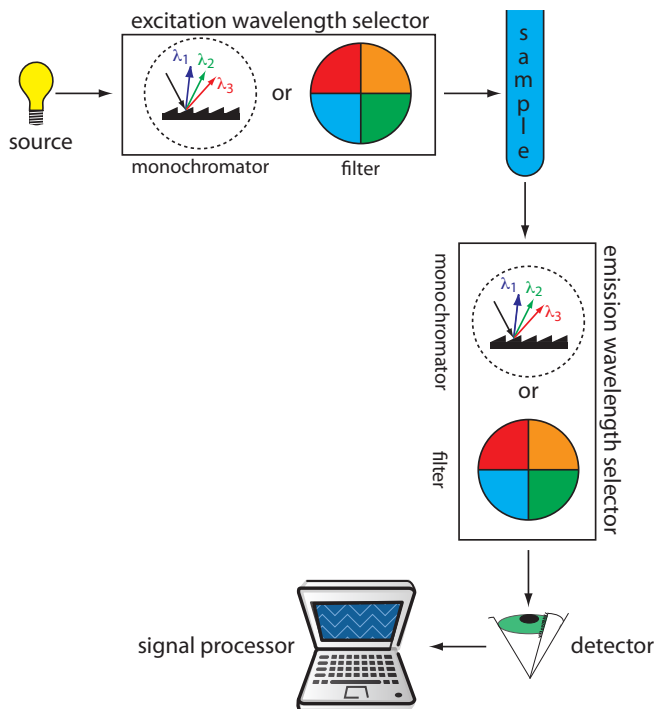 excitation wavelength selector
λ1 λ2 λ3
or
source
monochromator
filter
sample
emission wavelength selector
monochromator
λ1 λ2 λ3
or
filter
signal processor
detector